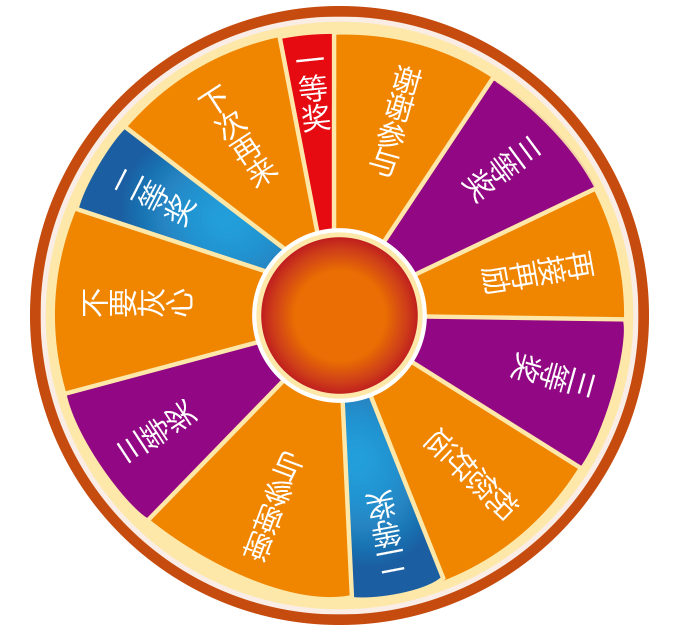 一等奖
谢谢参与
三等奖
再接再励
三等奖
祝您好运
二等奖
谢谢参与
三等奖
不要灰心
二等奖
下次再来